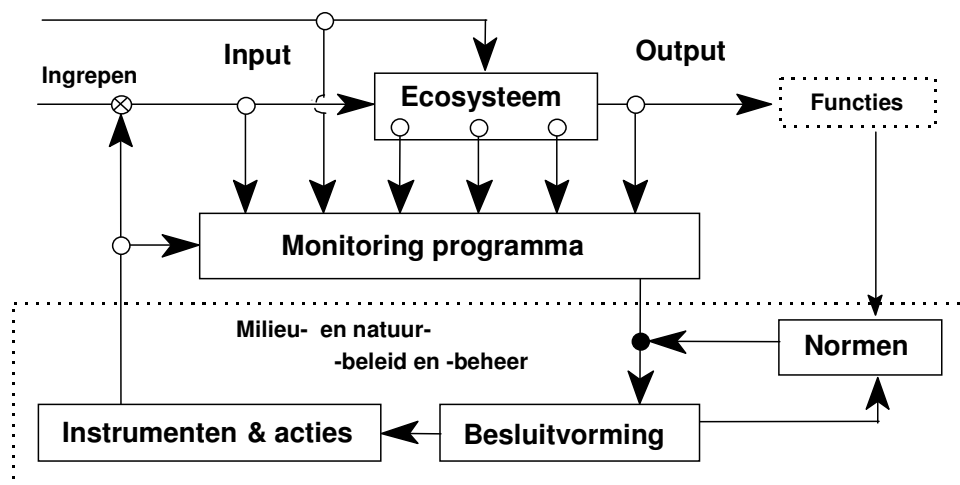 Input
Output
Ingrepen
Ecosysteem
Functies
Monitoring programma
Milieu- en natuur-
-beleid en -beheer
Normen
Instrumenten & acties
Besluitvorming